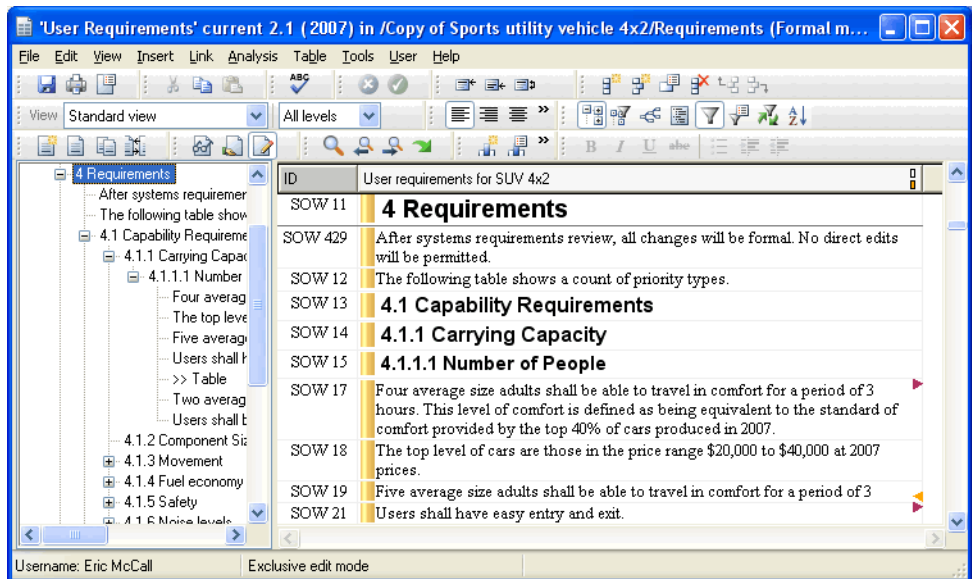 'User Requirements' current 2.1 (2007) in /Copy of Sports utility vehicle 4x2/Requirements (Formal m...
File Edit View Insert Link Analysis Table Tools User Help
ABC
View Standard view All levels »
» B I U abc
4 Requirements
After systems requiremer
The following table show
4.1 Capability Requireme
4.1.1 Carrying Capac
4.1.1.1 Number
Four averag
The top leve
Five averag
Users shall h
>> Table
Two averag
Users shall b
4.1.2 Component Siz
4.1.3 Movement
4.1.4 Fuel economy
4.1.5 Safety
4.1.6 Noise levels
ID User requirements for SUV 4x2
SOW 11 4 Requirements
SOW 429 After systems requirements review, all changes will be formal. No direct edits
will be permitted.
SOW 12 The following table shows a count of priority types.
SOW 13 4.1 Capability Requirements
SOW 14 4.1.1 Carrying Capacity
SOW 15 4.1.1.1 Number of People
SOW 17 Four average size adults shall be able to travel in comfort for a period of 3
hours. This level of comfort is defined as being equivalent to the standard of
comfort provided by the top 40% of cars produced in 2007.
SOW 18 The top level of cars are those in the price range $20,000 to $40,000 at 2007
prices.
SOW 19 Five average size adults shall be able to travel in comfort for a period of 3
SOW 21 Users shall have easy entry and exit.
Username: Eric McCall Exclusive edit mode